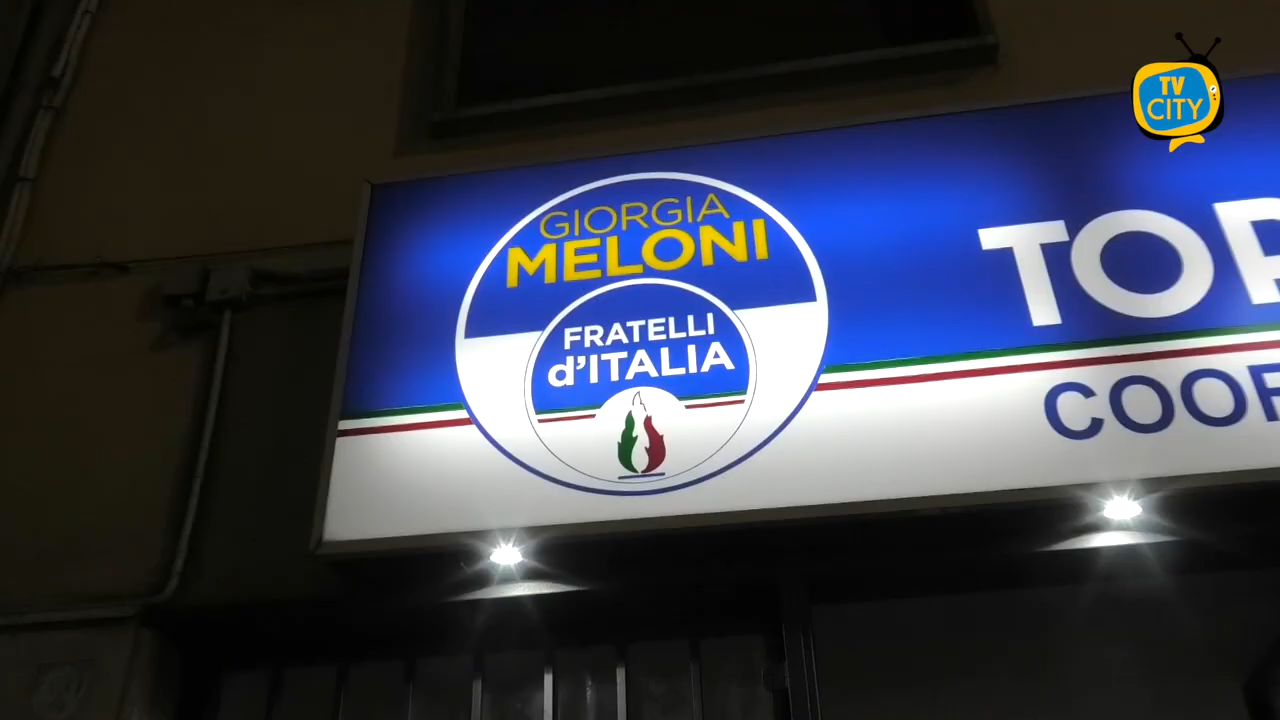 TV
CITY
GIORGIA
MELONI
FRATELLI
d'ITALIA
TOR
COOR